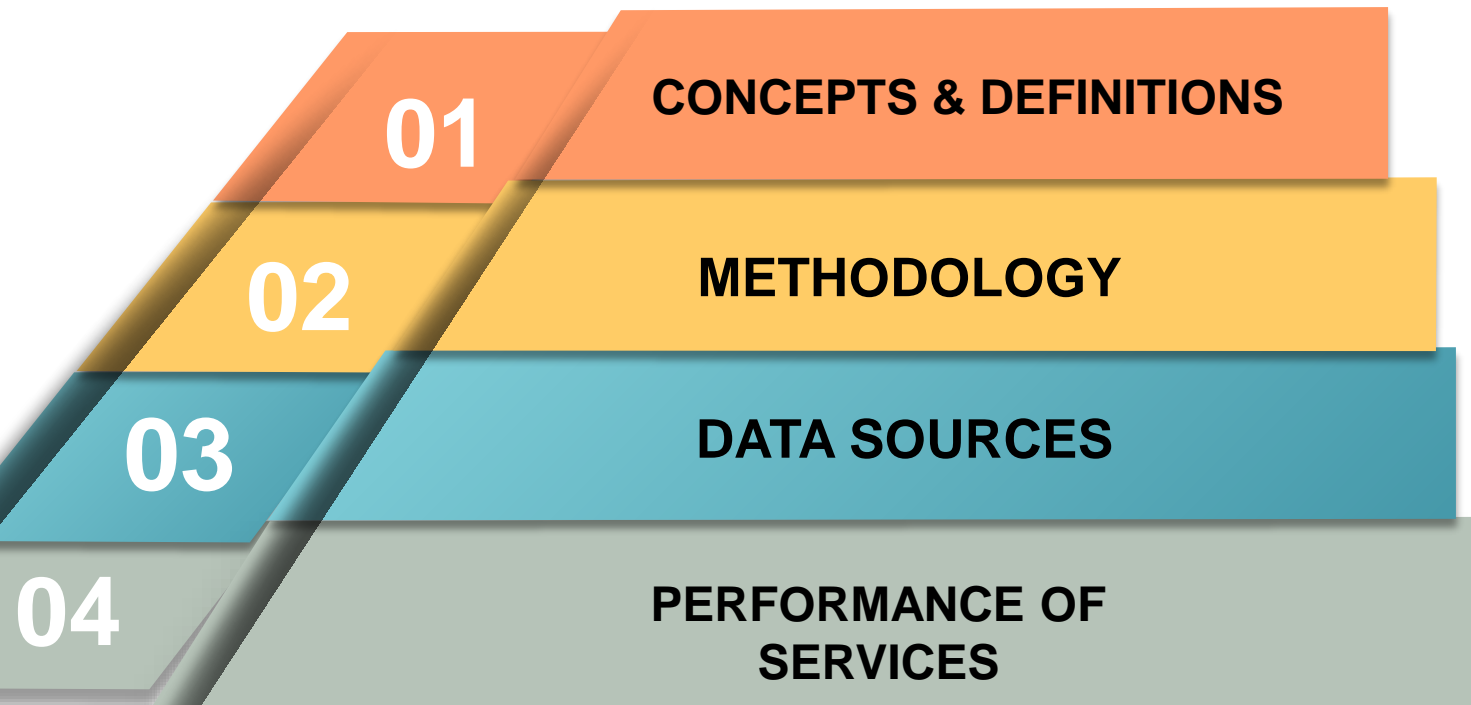 01
CONCEPTS & DEFINITIONS
02
METHODOLOGY
03
DATA SOURCES
04
PERFORMANCE OF
SERVICES